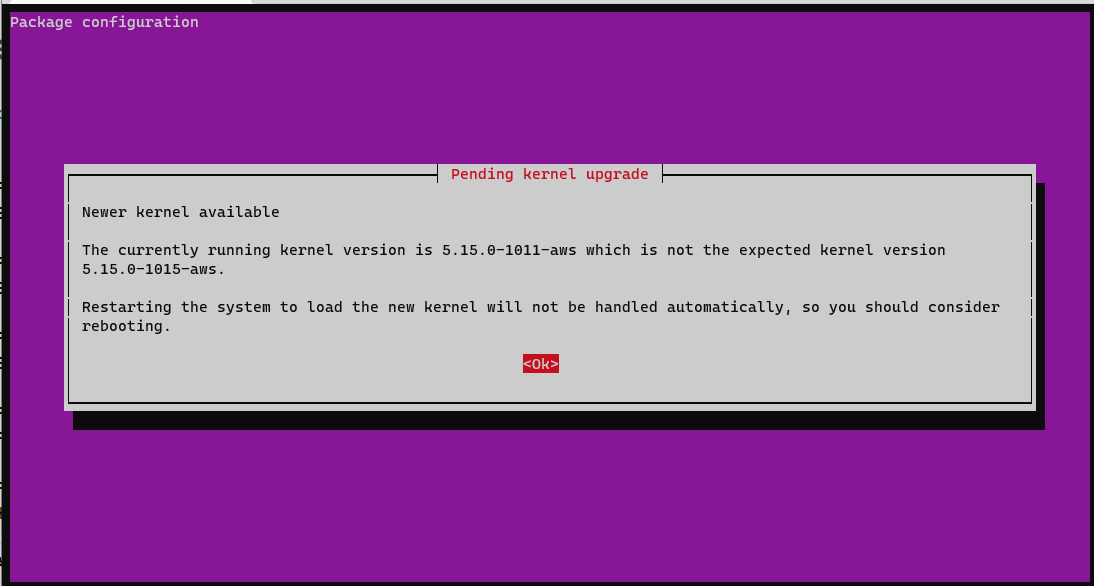 Package configuration
Pending kernel upgrade
Newer kernel available
The currently running kernel version is 5.15.0-1011-aws which is not the expected kernel version
5.15.0-1015-aws.
Restarting the system to load the new kernel will not be handled automatically, so you should consider
rebooting.
<Ok>